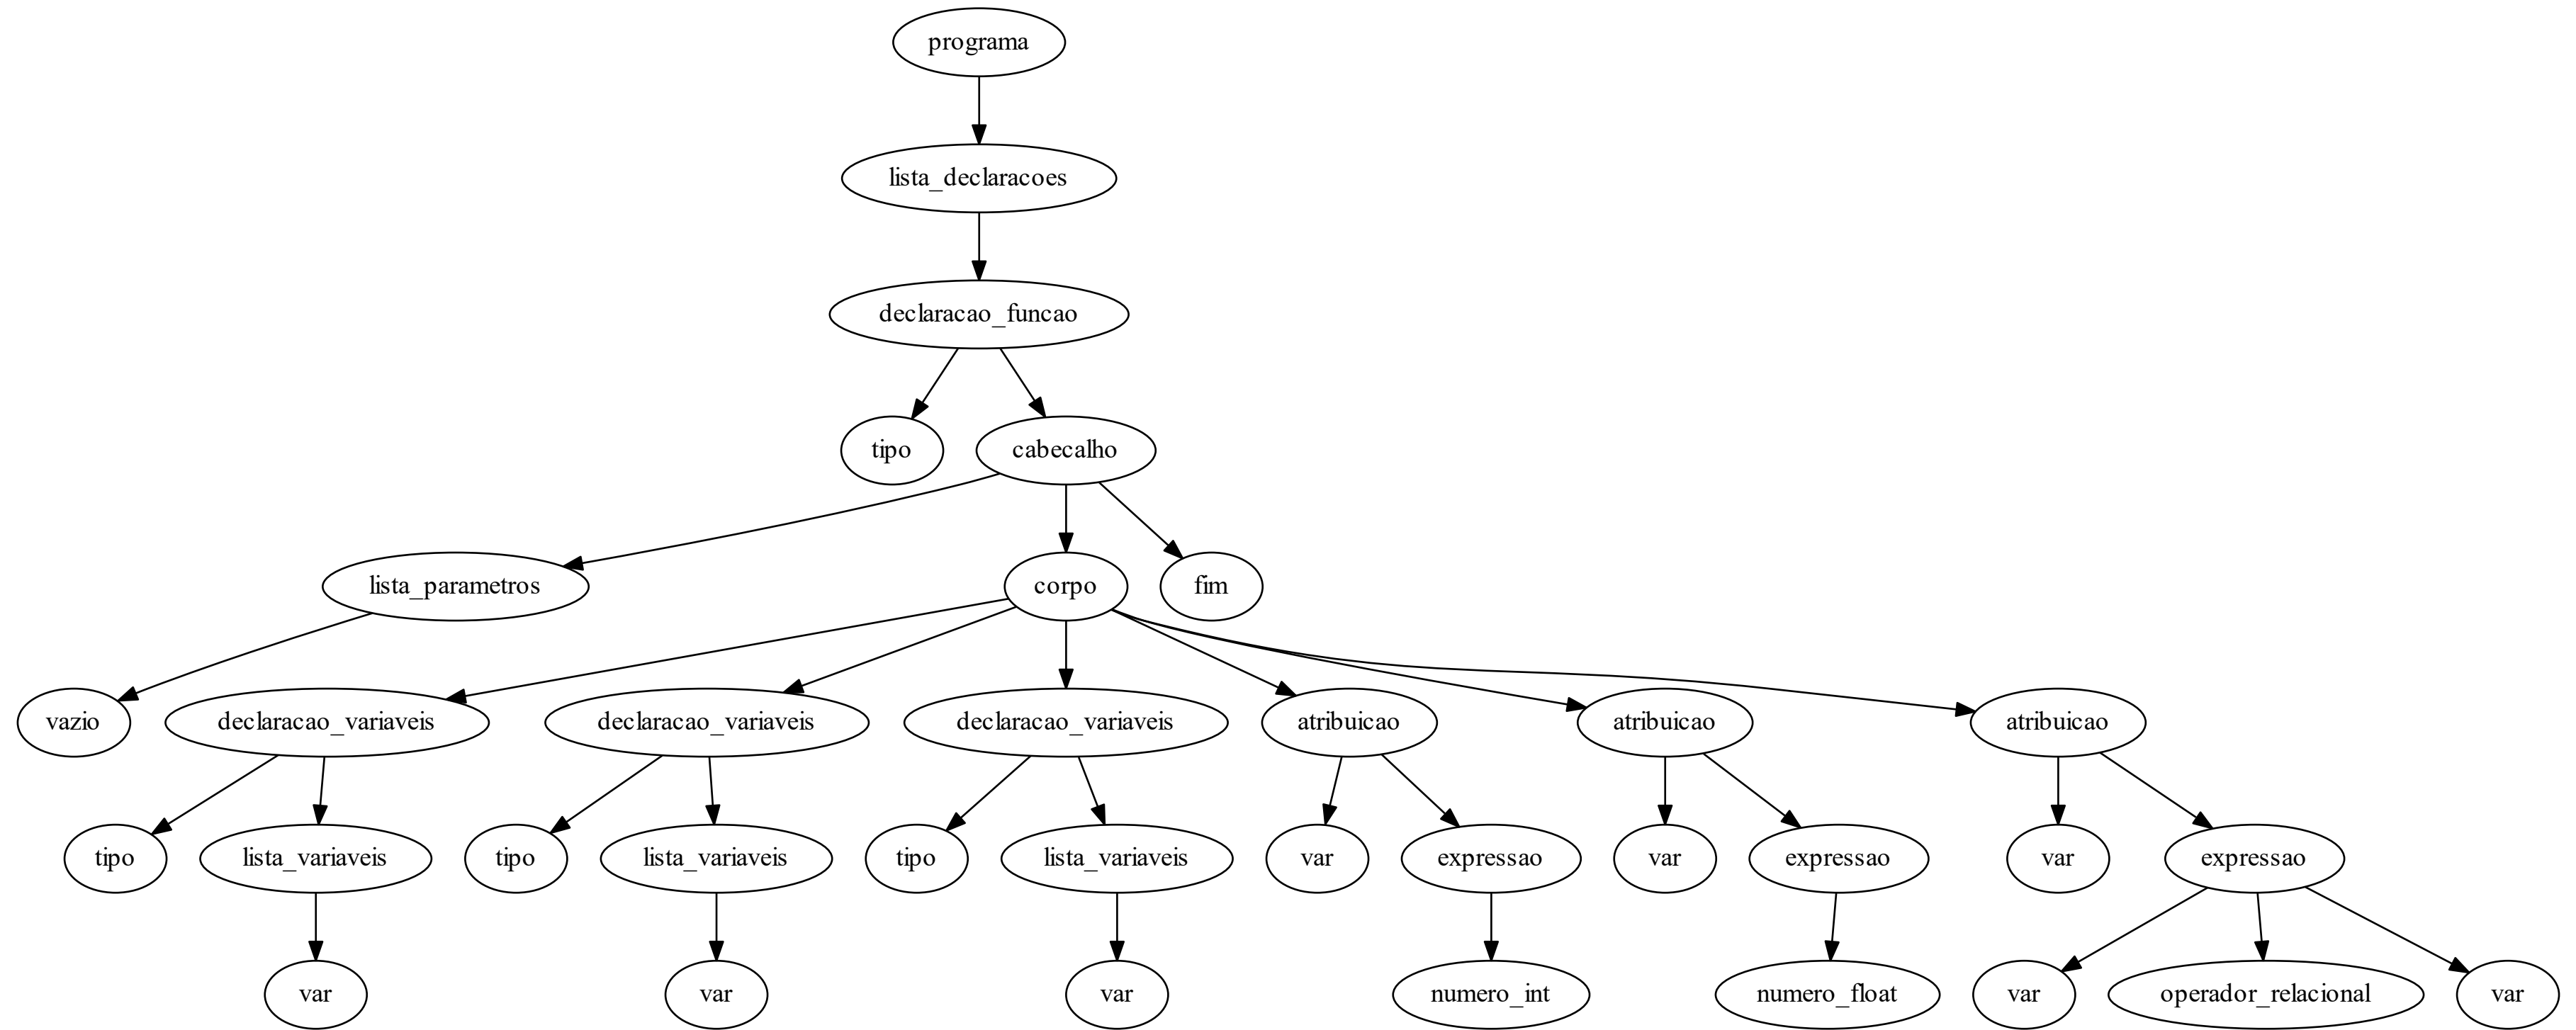 programa
lista_declaracoes
declaracao_funcao
tipo
cabecalho
lista_parametros
corpo
fim
vazio
declaracao_variaveis
declaracao_variaveis
declaracao_variaveis
atribuicao
atribuicao
atribuicao
tipo
lista_variaveis
tipo
lista_variaveis
tipo
lista_variaveis
var
expressao
var
expressao
var
expressao
var
var
var
numero_int
numero_float
var
operador_relacional
var